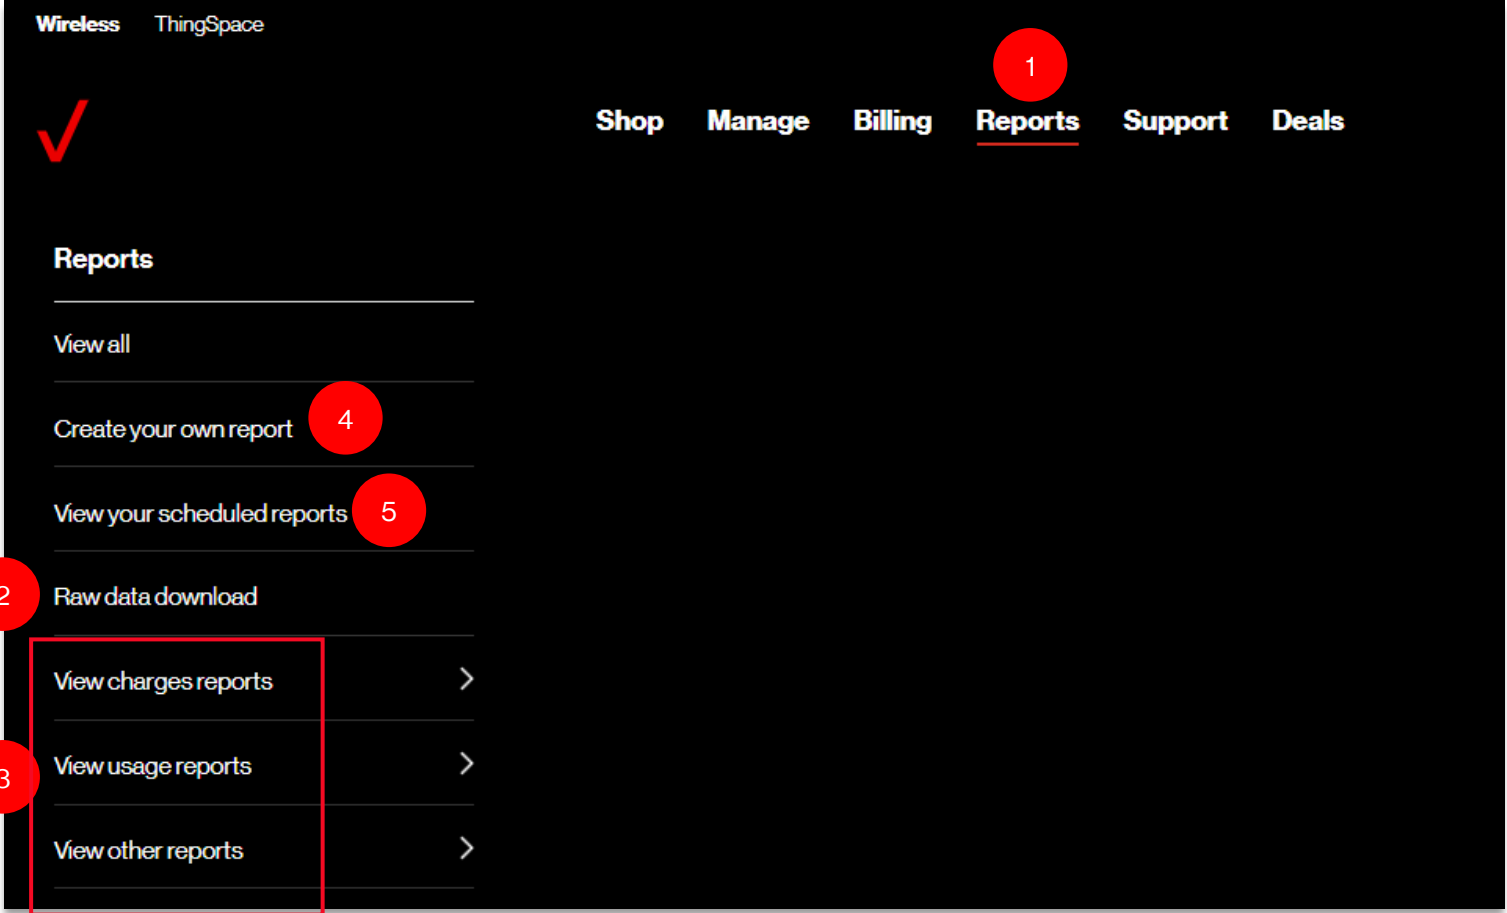 Wireless ThingSpace
1
Shop Manage Billing Reports Support Deals
Reports
View all
Create your own report 4
View your scheduled reports 5
2 Raw data download
View charges reports
3 View usage reports
View other reports